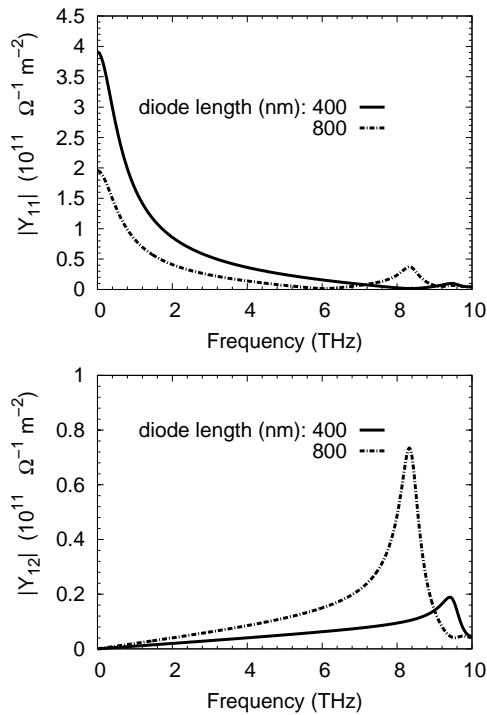 4.5
4
3.5
3
2.5
2
1.5
1
0.5
0
|Y11| (10^11 Ω^-1 m^-2)
diode length (nm): 400
800
0 2 4 6 8 10
Frequency (THz)
1
0.8
0.6
0.4
0.2
0
|Y12| (10^11 Ω^-1 m^-2)
diode length (nm): 400
800
0 2 4 6 8 10
Frequency (THz)